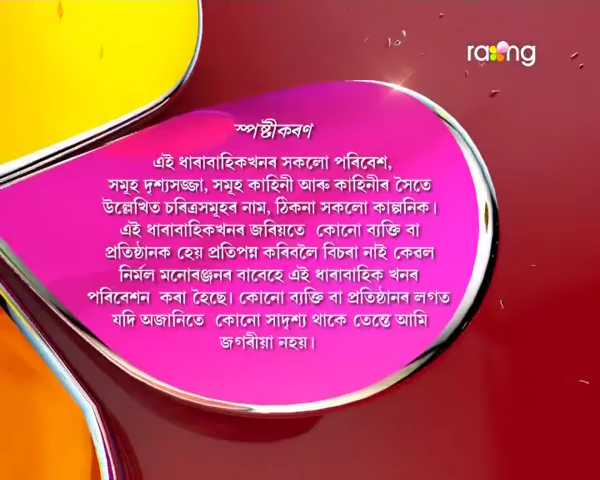 rang
স্পষ্টীকৰণ
এই ধাৰাবাহিকখনৰ সকলো পৰিবেশ,
সমূহ দৃশ্যসজ্জা, সমূহ কাহিনী আৰু কাহিনীৰ সৈতে
উল্লেখিত চৰিত্ৰসমূহৰ নাম, ঠিকনা সকলো কাল্পনিক।
এই ধাৰাবাহিকখনৰ জৰিয়তে কোনো ব্যক্তি বা
প্ৰতিষ্ঠানক হেয় প্ৰতিপন্ন কৰিবলৈ বিচৰা নাই কেৱল
নিৰ্মল মনোৰঞ্জনৰ বাবেহে এই ধাৰাবাহিক খনৰ
পৰিবেশন কৰা হৈছে। কোনো ব্যক্তি বা প্ৰতিষ্ঠানৰ লগত
যদি অজানিতে কোনো সাদৃশ্য থাকে তেন্তে আমি
জগৰীয়া নহয়।